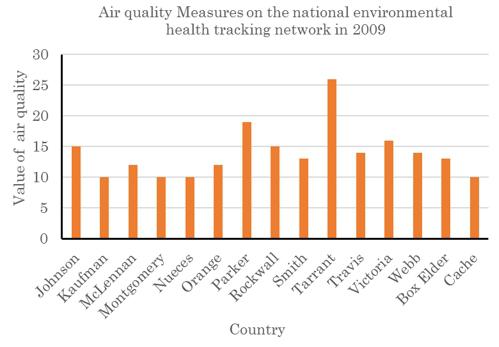 Air quality Measures on the national environmental
health tracking network in 2009
Value of air quality
30
25
20
15
10
5
0
Johnson
Kaufman
McLennan
Montgomery
Nueces
Orange
Parker
Rockwall
Smith
Tarrant
Travis
Victoria
Webb
Box Elder
Cache
Country